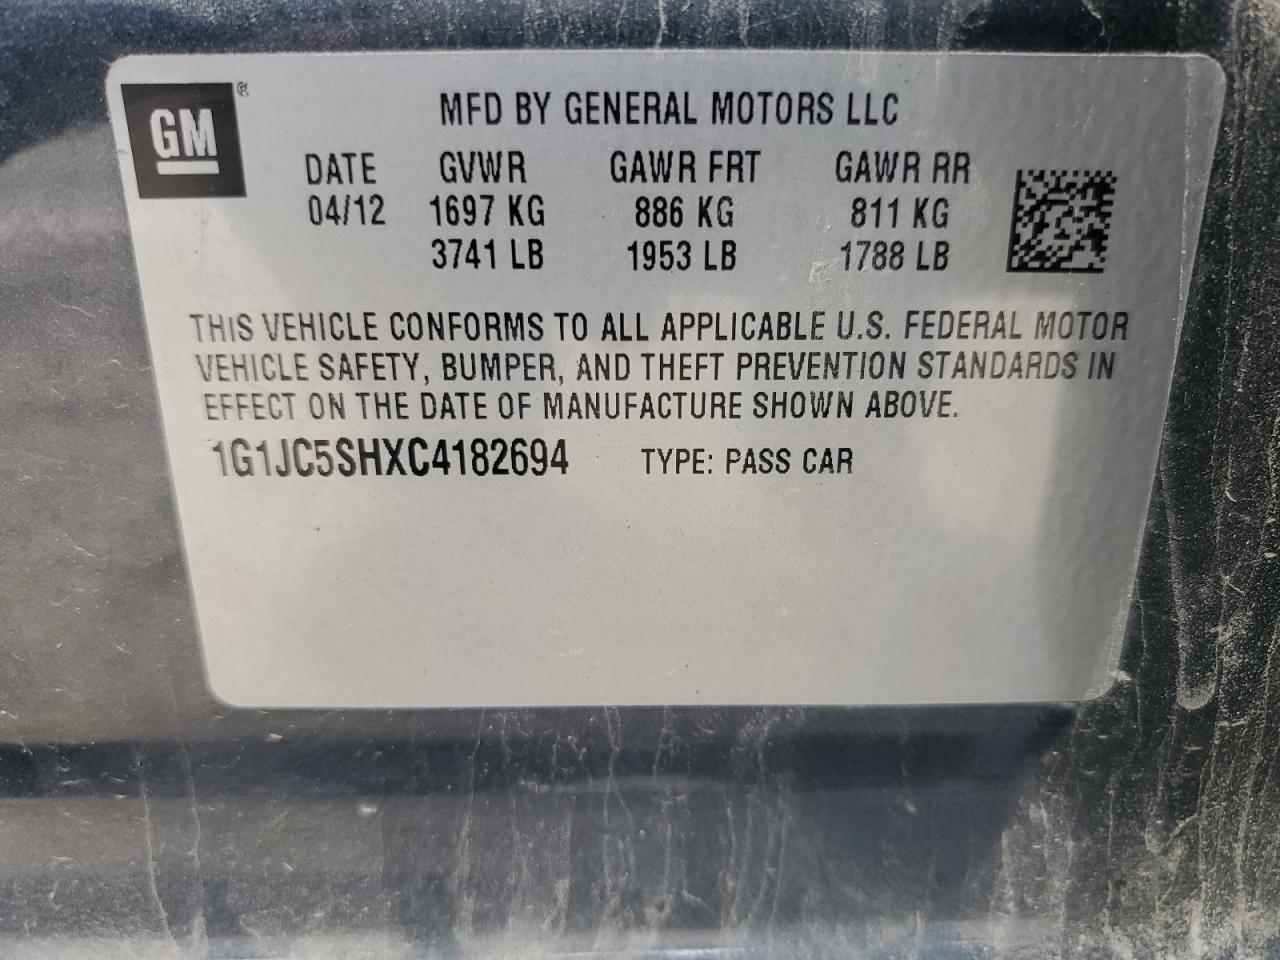 GM®
MFD BY GENERAL MOTORS LLC
DATE GVWR GAWR FRT GAWR RR
04/12 1697 KG 886 KG 811 KG
3741 LB 1953 LB 1788 LB
THIS VEHICLE CONFORMS TO ALL APPLICABLE U.S. FEDERAL MOTOR
VEHICLE SAFETY, BUMPER, AND THEFT PREVENTION STANDARDS IN
EFFECT ON THE DATE OF MANUFACTURE SHOWN ABOVE.
1G1JC5SHXC4182694 TYPE: PASS CAR